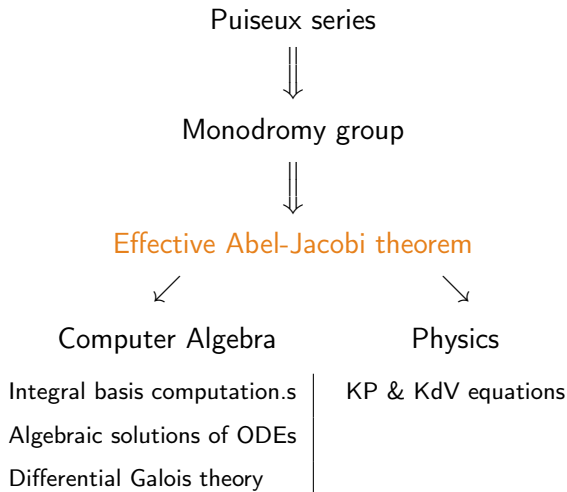 Puiseux series
Monodromy group
Effective Abel-Jacobi theorem
Computer Algebra
Physics
Integral basis computation.s
KP & KdV equations
Algebraic solutions of ODEs
Differential Galois theory